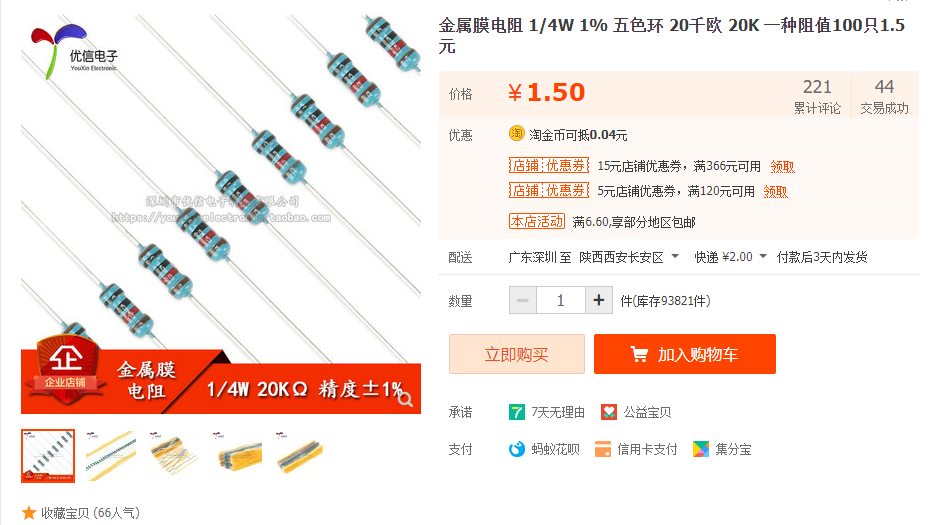 优信电子
YouXin Electronic
深圳市优信电子科技有限公司
https://youxinelectronic.taobao.com
企
企业店铺
金属膜
电阻
1/4W 20KΩ 精度±1%
收藏宝贝 (66人气)
金属膜电阻 1/4W 1% 五色环 20千欧 20K 一种阻值100只1.5
元
价格
¥1.50
221
累计评论
44
交易成功
优惠
淘 淘金币可抵0.04元
店铺 优惠券 15元店铺优惠券，满366元可用 领取
店铺 优惠券 5元店铺优惠券，满120元可用 领取
本店活动 满6.60,享部分地区包邮
配送 广东深圳 至 陕西西安长安区 快递 ¥2.00 付款后3天内发货
数量 1 件(库存93821件)
立即购买 加入购物车
承诺 7天无理由 公益宝贝
支付 蚂蚁花呗 信用卡支付 集分宝